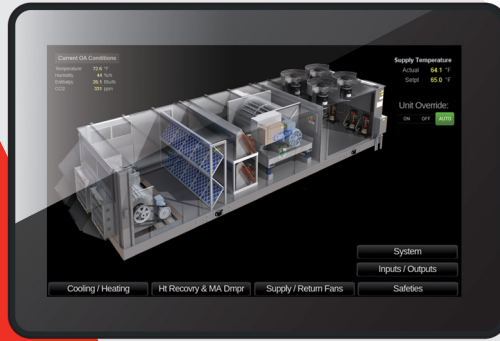 Current OA Conditions
Temperature 72.6 °F
Humidity 44 %rh
Enthalpy 25.1 Btu/lb
CO2 331 ppm
Supply Temperature
Actual 64.1 °F
Setpt 65.0 °F
Unit Override:
ON OFF AUTO
System
Inputs / Outputs
Cooling / Heating Ht Recovry & MA Dmpr Supply / Return Fans Safeties